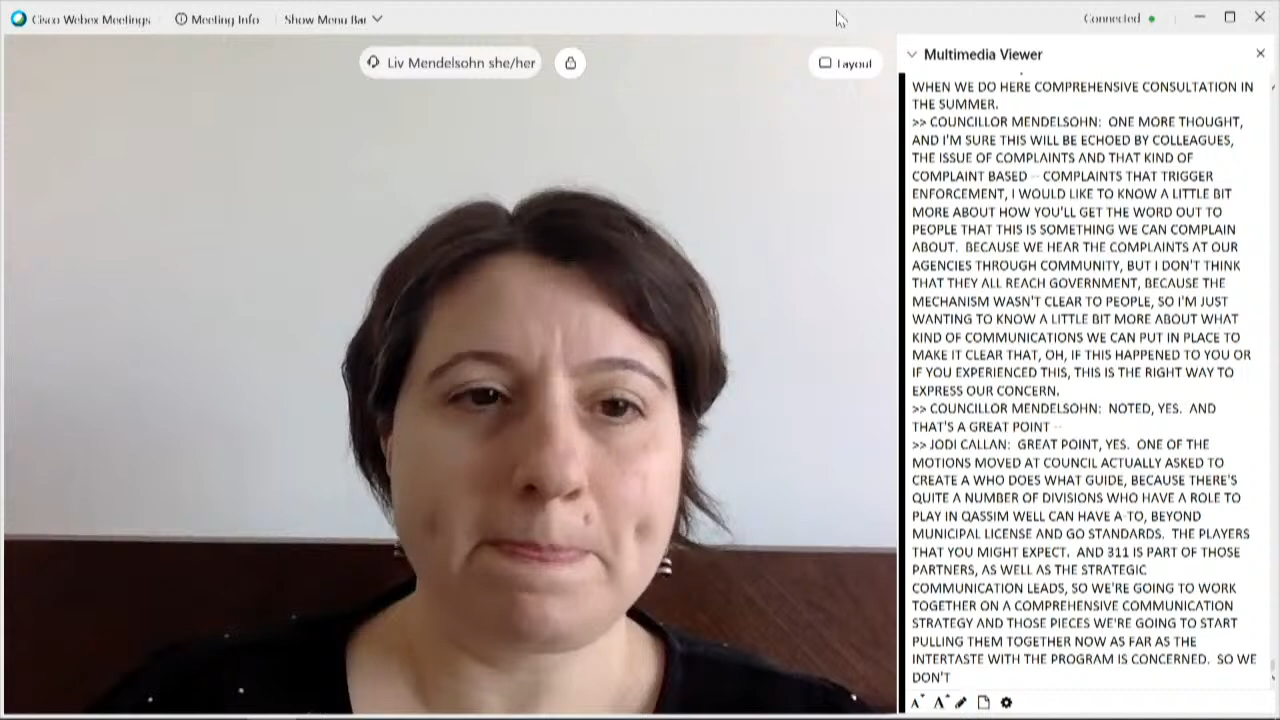 Cisco Webex Meetings
Meeting Info
Show Menu Bar
Connected
Liv Mendelsohn she/her
Layout
Multimedia Viewer
WHEN WE DO HERE COMPREHENSIVE CONSULTATION IN
THE SUMMER.
>> COUNCILLOR MENDELSOHN: ONE MORE THOUGHT,
AND I'M SURE THIS WILL BE ECHOED BY COLLEAGUES,
THE ISSUE OF COMPLAINTS AND THAT KIND OF
COMPLAINT BASED -- COMPLAINTS THAT TRIGGER
ENFORCEMENT, I WOULD LIKE TO KNOW A LITTLE BIT
MORE ABOUT HOW YOU'LL GET THE WORD OUT TO
PEOPLE THAT THIS IS SOMETHING WE CAN COMPLAIN
ABOUT. BECAUSE WE HEAR THE COMPLAINTS AT OUR
AGENCIES THROUGH COMMUNITY, BUT I DON'T THINK
THAT THEY ALL REACH GOVERNMENT, BECAUSE THE
MECHANISM WASN'T CLEAR TO PEOPLE, SO I'M JUST
WANTING TO KNOW A LITTLE BIT MORE ABOUT WHAT
KIND OF COMMUNICATIONS WE CAN PUT IN PLACE TO
MAKE IT CLEAR THAT, OH, IF THIS HAPPENED TO YOU OR
IF YOU EXPERIENCED THIS, THIS IS THE RIGHT WAY TO
EXPRESS OUR CONCERN.
>> COUNCILLOR MENDELSOHN: NOTED, YES. AND
THAT'S A GREAT POINT --
>> JODI CALLAN: GREAT POINT, YES. ONE OF THE
MOTIONS MOVED AT COUNCIL ACTUALLY ASKED TO
CREATE A WHO DOES WHAT GUIDE, BECAUSE THERE'S
QUITE A NUMBER OF DIVISIONS WHO HAVE A ROLE TO
PLAY IN QASSIM WELL CAN HAVE A TO, BEYOND
MUNICIPAL LICENSE AND GO STANDARDS. THE PLAYERS
THAT YOU MIGHT EXPECT. AND 311 IS PART OF THOSE
PARTNERS, AS WELL AS THE STRATEGIC
COMMUNICATION LEADS, SO WE'RE GOING TO WORK
TOGETHER ON A COMPREHENSIVE COMMUNICATION
STRATEGY AND THOSE PIECES WE'RE GOING TO START
PULLING THEM TOGETHER NOW AS FAR AS THE
INTERTASTE WITH THE PROGRAM IS CONCERNED. SO WE
DON'T